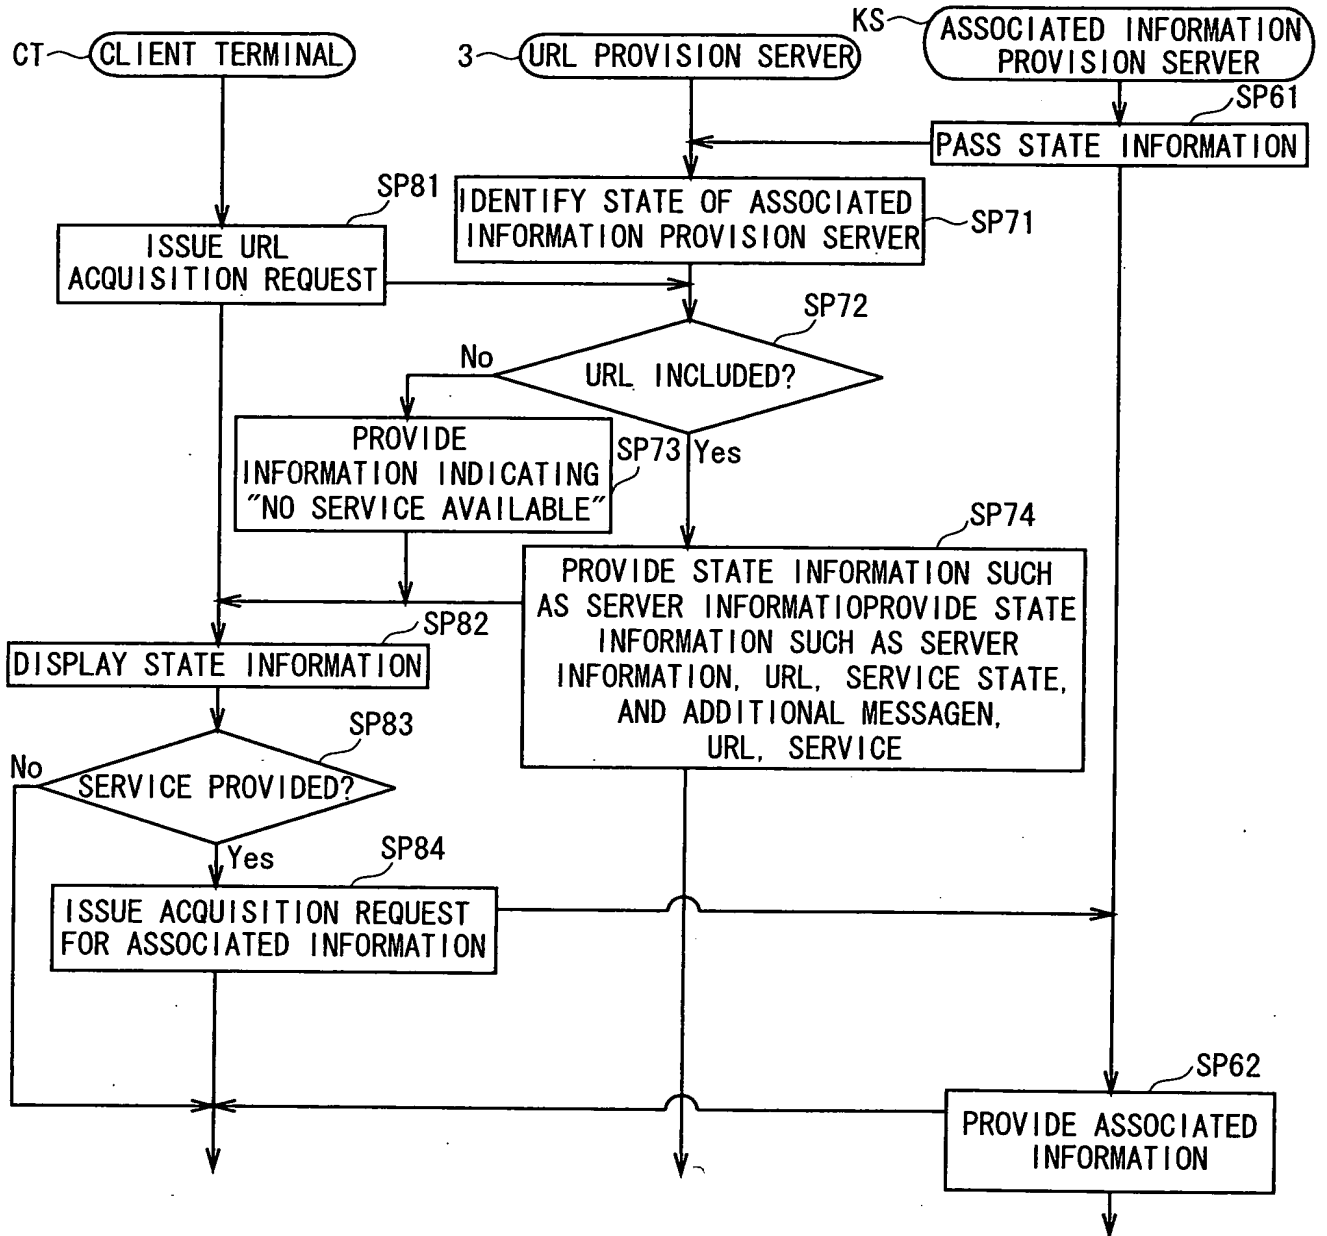 CT
CLIENT TERMINAL
3
URL PROVISION SERVER
KS
ASSOCIATED INFORMATION
PROVISION SERVER
SP61
PASS STATE INFORMATION
SP81
ISSUE URL
ACQUISITION REQUEST
IDENTIFY STATE OF ASSOCIATED
INFORMATION PROVISION SERVER
SP71
SP72
URL INCLUDED?
No
Yes
PROVIDE
INFORMATION INDICATING
"NO SERVICE AVAILABLE"
SP73
SP74
PROVIDE STATE INFORMATION SUCH
AS SERVER INFORMATIOPROVIDE STATE
INFORMATION SUCH AS SERVER
INFORMATION, URL, SERVICE STATE,
AND ADDITIONAL MESSAGEN,
URL, SERVICE
SP82
DISPLAY STATE INFORMATION
SP83
No
SERVICE PROVIDED?
Yes
SP84
ISSUE ACQUISITION REQUEST
FOR ASSOCIATED INFORMATION
SP62
PROVIDE ASSOCIATED
INFORMATION